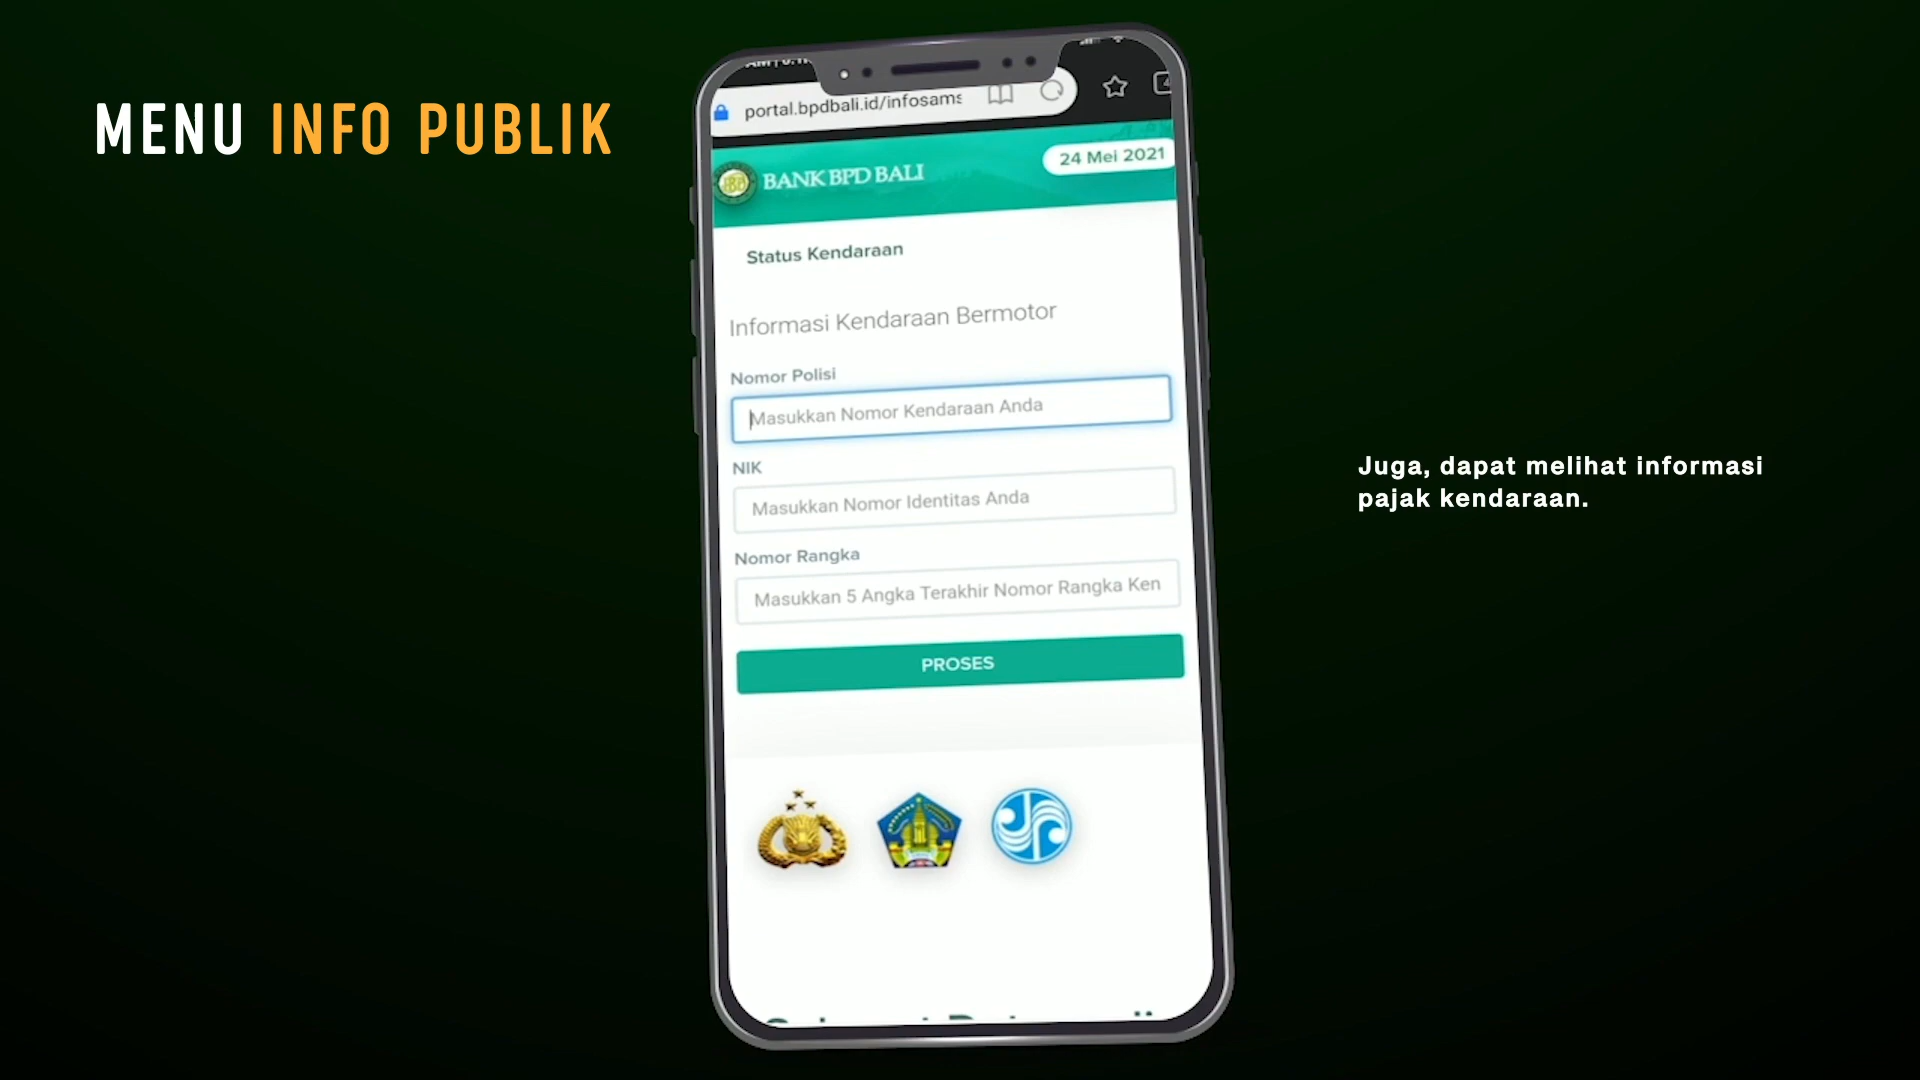 MENU INFO PUBLIK
portal.bpdbali.id/infosams
BANK BPD BALI
24 Mei 2021
Status Kendaraan
Informasi Kendaraan Bermotor
Nomor Polisi
Masukkan Nomor Kendaraan Anda
NIK
Masukkan Nomor Identitas Anda
Nomor Rangka
Masukkan 5 Angka Terakhir Nomor Rangka Ken
PROSES
Juga, dapat melihat informasi
pajak kendaraan.